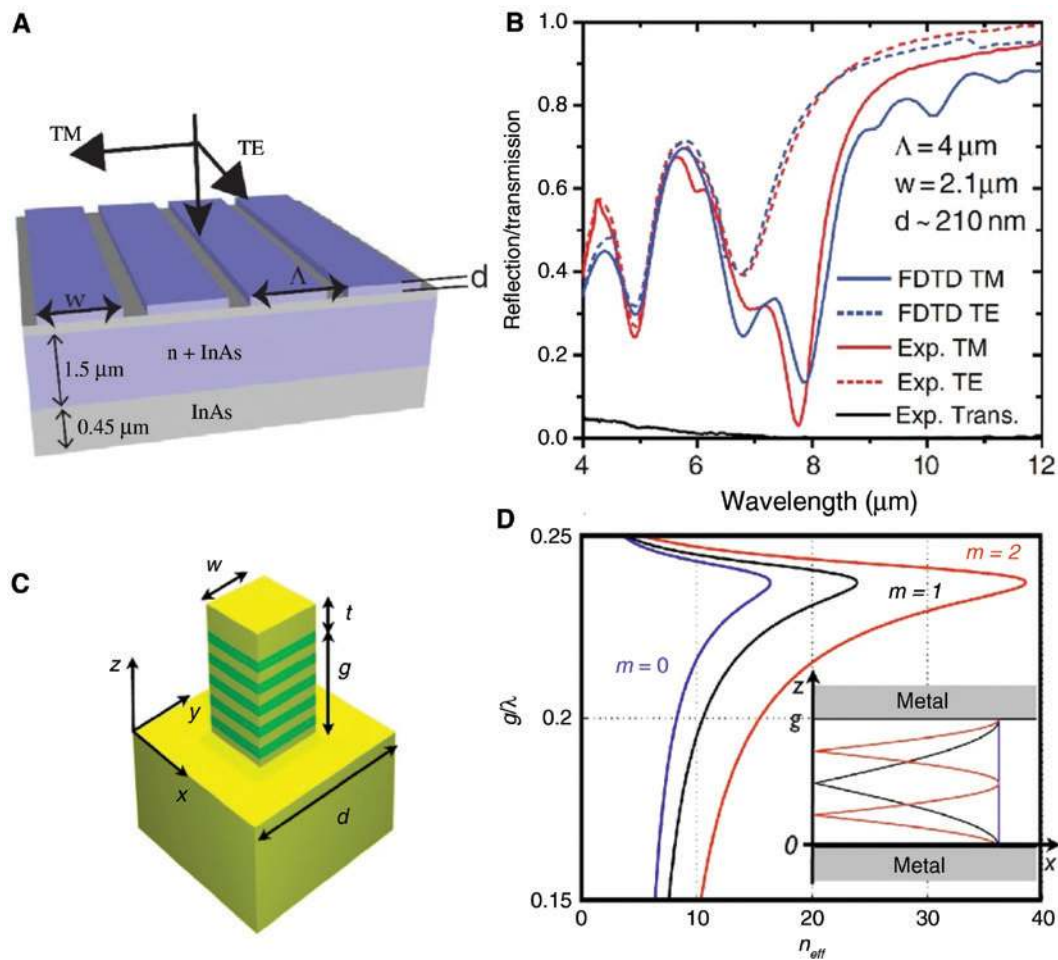 A
TM
TE
w
Λ
d
n + InAs
1.5 μm
InAs
0.45 μm
B
Reflection/transmission
1.0
0.8
0.6
0.4
0.2
0.0
Λ = 4 μm
w = 2.1μm
d ~ 210 nm
FDTD TM
FDTD TE
Exp. TM
Exp. TE
Exp. Trans.
4 6 8 10 12
Wavelength (μm)
C
w
t
g
z
y
x
d
D
g/λ
0.25
0.2
0.15
m = 2
m = 1
m = 0
z
Metal
g
0
x
Metal
0 10 20 30 40
neff